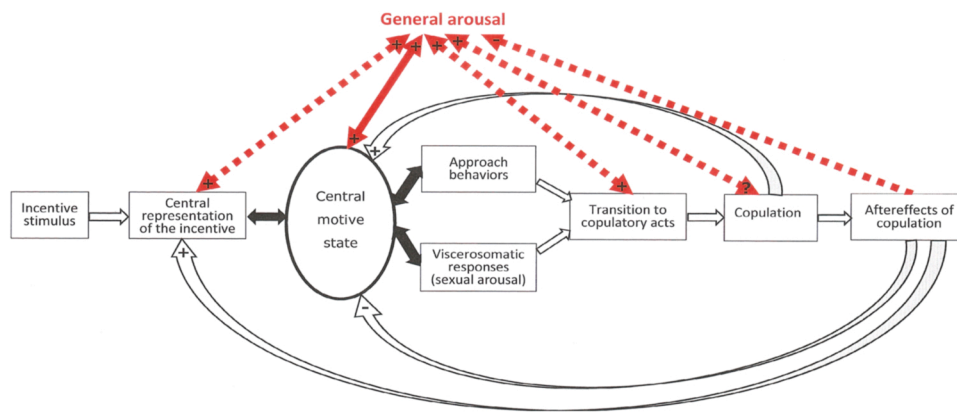 General arousal
+ + + + -
+
+
Approach
behaviors
Incentive
stimulus
Central
representation
of the incentive
+
Central
motive
state
+
?
Transition to
copulatory acts
Copulation
Aftereffects of
copulation
+
Viscerosomatic
responses
(sexual arousal)
-